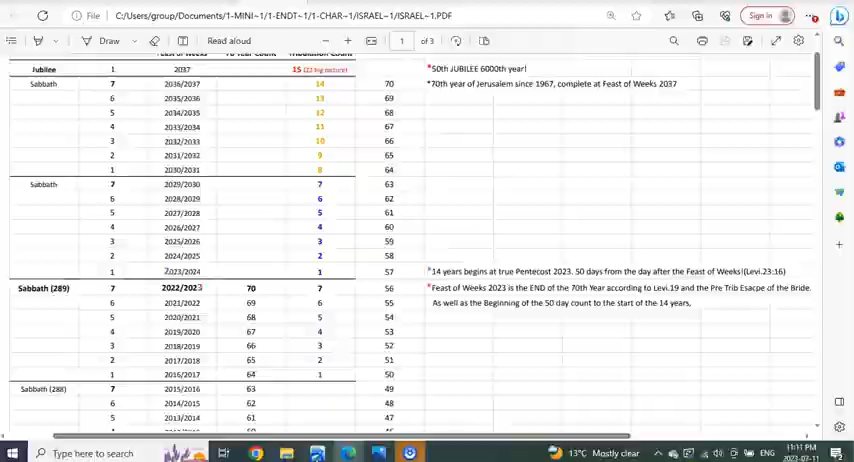 File C:/Users/group/Documents/1-MINI~1/1-ENDT~1/1-CHAR~1/ISRAEL~1/ISRAEL~1.PDF Sign in
Draw Read aloud 1 of 3
Feast of Weeks 70 Year Count Tribulation Count
Jubilee 1 2037 15 *50th JUBILEE 6000th year!
Sabbath 7 2036/2037 14 70 *70th year of Jerusalem since 1967, complete at Feast of Weeks 2037
6 2035/2036 13 69
5 2034/2035 12 68
4 2033/2034 11 67
3 2032/2033 10 66
2 2031/2032 9 65
1 2030/2031 8 64
Sabbath 7 2029/2030 7 63
6 2028/2029 6 62
5 2027/2028 5 61
4 2026/2027 4 60
3 2025/2026 3 59
2 2024/2025 2 58
1 2023/2024 1 57 *14 years begins at true Pentecost 2023. 50 days from the day after the Feast of Weeks!(Levi.23:16)
Sabbath (289) 7 2022/2023 70 7 56 *Feast of Weeks 2023 is the END of the 70th Year according to Levi.19 and the Pre Trib Esacpe of the Bride.
6 2021/2022 69 6 55 As well as the Beginning of the 50 day count to the start of the 14 years,
5 2020/2021 68 5 54
4 2019/2020 67 4 53
3 2018/2019 66 3 52
2 2017/2018 65 2 51
1 2016/2017 64 1 50
Sabbath (288) 7 2015/2016 63 49
6 2014/2015 62 48
5 2013/2014 61 47
60 46
Type here to search 13°C Mostly clear ENG 11:11 PM
2023-07-11